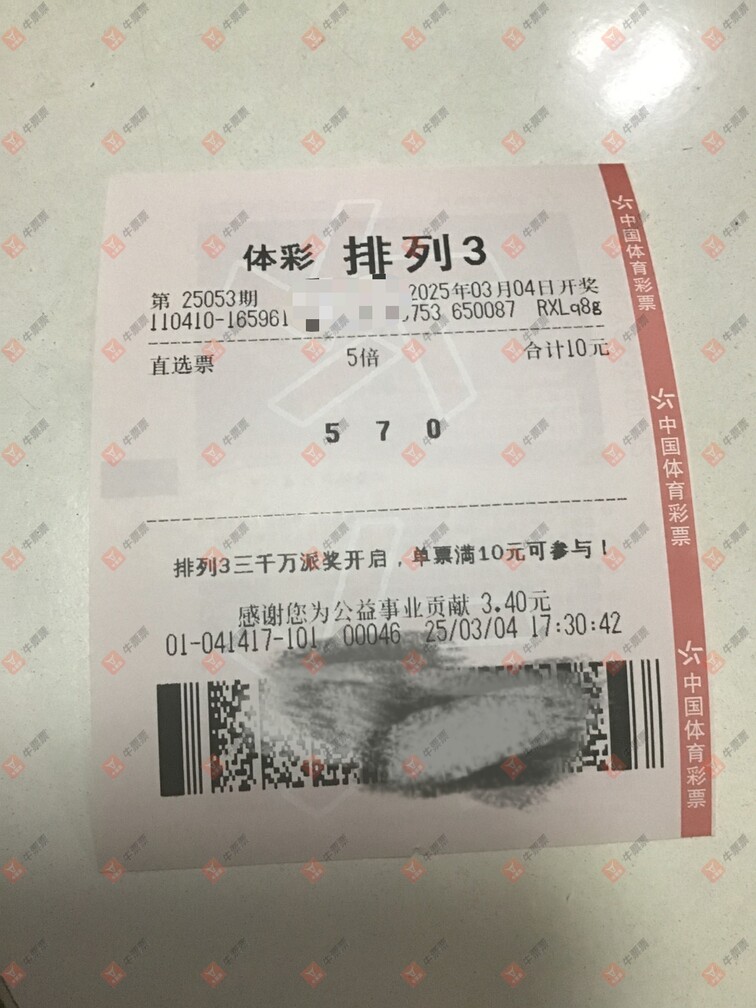 体彩 排列3
第 25053期 2025年03月04日开奖
110410-165961 753 650087 RXLq8g
直选票 5倍 合计10元
5 7 0
排列3三千万派奖开启，单票满10元可参与！
感谢您为公益事业贡献 3.40元
01-041417-101 00046 25/03/04 17:30:42
中国体育彩票
中国体育彩票
中国体育彩票
牛票票